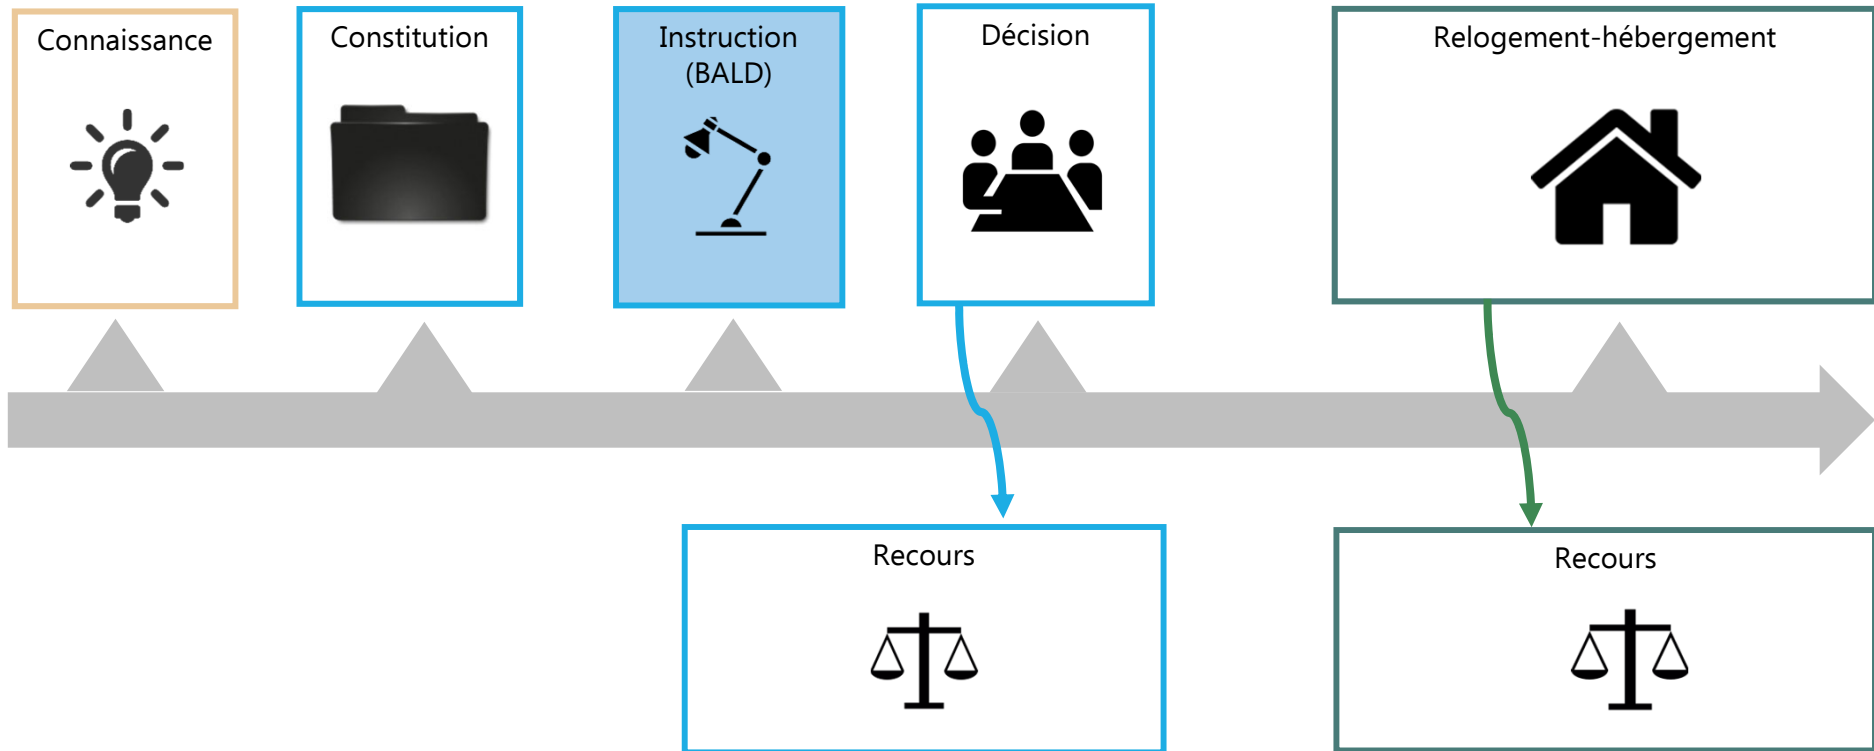 Connaissance
Constitution
Instruction
(BALD)
Décision
Relogement-hébergement
Recours
Recours